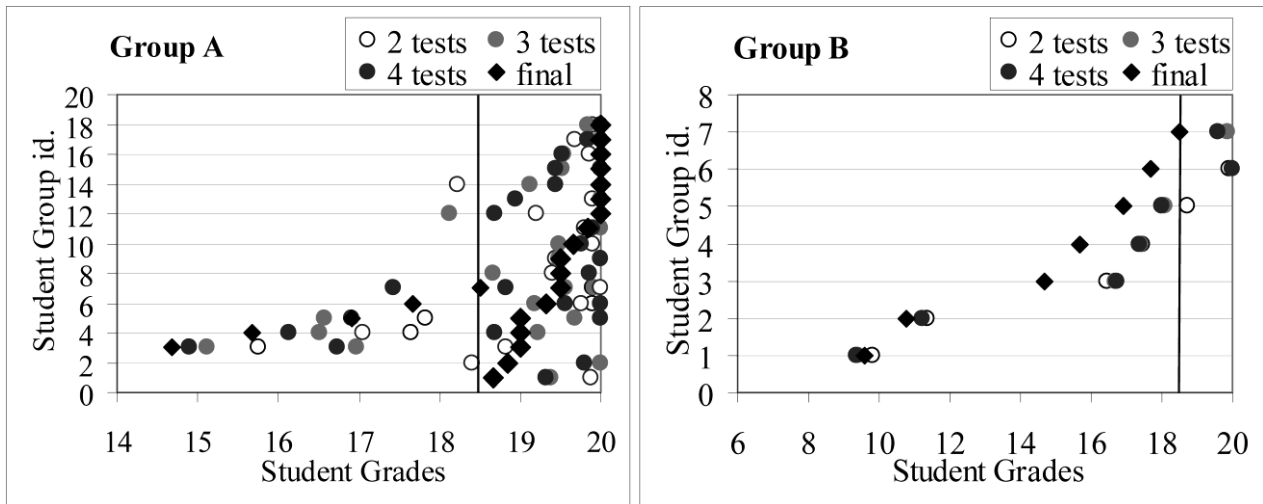 Group A
2 tests 3 tests
4 tests final
20
18
16
14
12
10
8
6
4
2
0
Student Group id.
14 15 16 17 18 19 20
Student Grades
Group B
2 tests 3 tests
4 tests final
8
7
6
5
4
3
2
1
0
Student Group id.
6 8 10 12 14 16 18 20
Student Grades